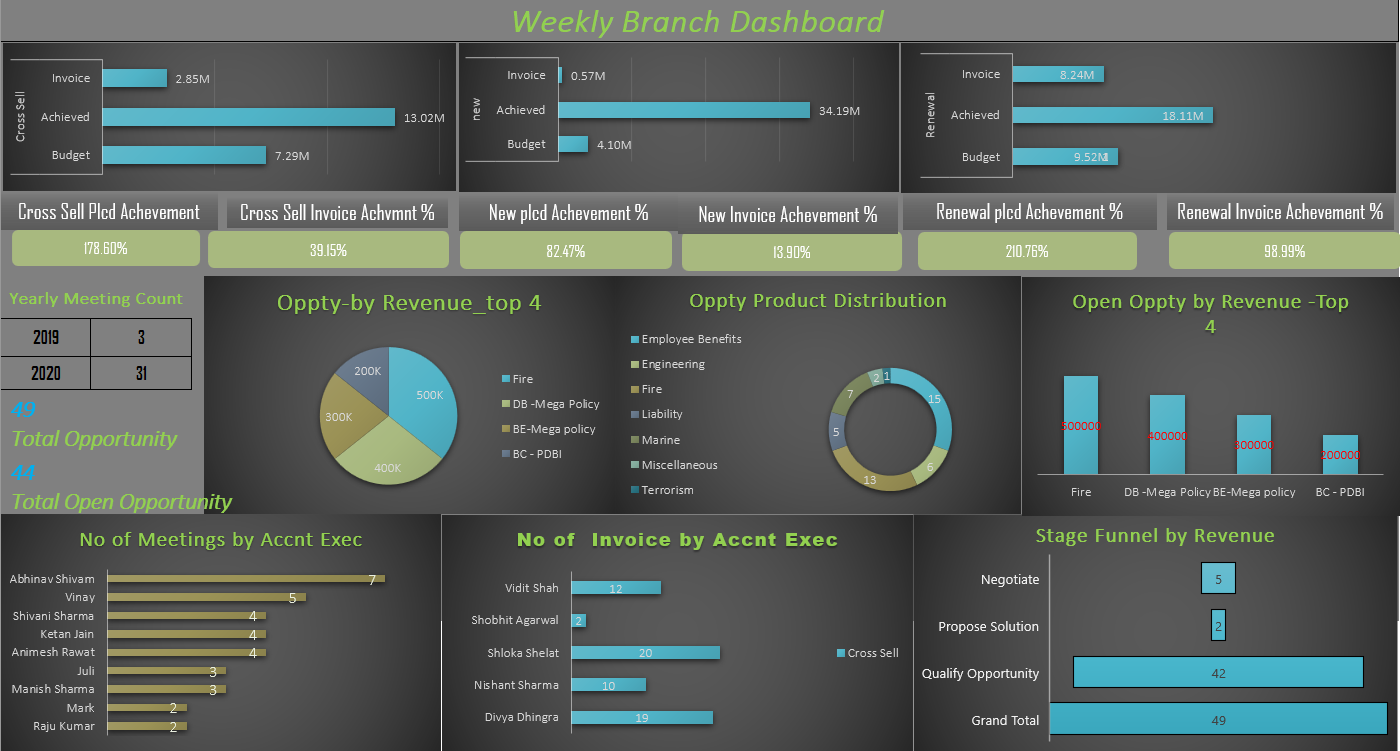 Weekly Branch Dashboard
Cross Sell
Invoice 2.85M
Achieved 13.02M
Budget 7.29M
new
Invoice 0.57M
Achieved 34.19M
Budget 4.10M
Renewal
Invoice 8.24M
Achieved 18.11M
Budget 9.52M
Cross Sell Plcd Achevement
178.60%
Cross Sell Invoice Achvmnt %
39.15%
New plcd Achevement %
82.47%
New Invoice Achevement %
13.90%
Renewal plcd Achevement %
210.76%
Renewal Invoice Achevement %
98.99%
Yearly Meeting Count
2019 3
2020 31
49
Total Opportunity
44
Total Open Opportunity
Oppty-by Revenue_top 4
500K
400K
300K
200K
Fire
DB -Mega Policy
BE-Mega policy
BC - PDBI
Oppty Product Distribution
Employee Benefits
Engineering
Fire
Liability
Marine
Miscellaneous
Terrorism
15
6
13
5
7
2
1
Open Oppty by Revenue -Top
4
500000
400000
300000
200000
Fire
DB -Mega Policy
BE-Mega policy
BC - PDBI
No of Meetings by Accnt Exec
Abhinav Shivam 7
Vinay 5
Shivani Sharma 4
Ketan Jain 4
Animesh Rawat 4
Juli 3
Manish Sharma 3
Mark 2
Raju Kumar 2
No of Invoice by Accnt Exec
Vidit Shah 12
Shobhit Agarwal 2
Shloka Shelat 20
Nishant Sharma 10
Divya Dhingra 19
Cross Sell
Stage Funnel by Revenue
Negotiate 5
Propose Solution 2
Qualify Opportunity 42
Grand Total 49